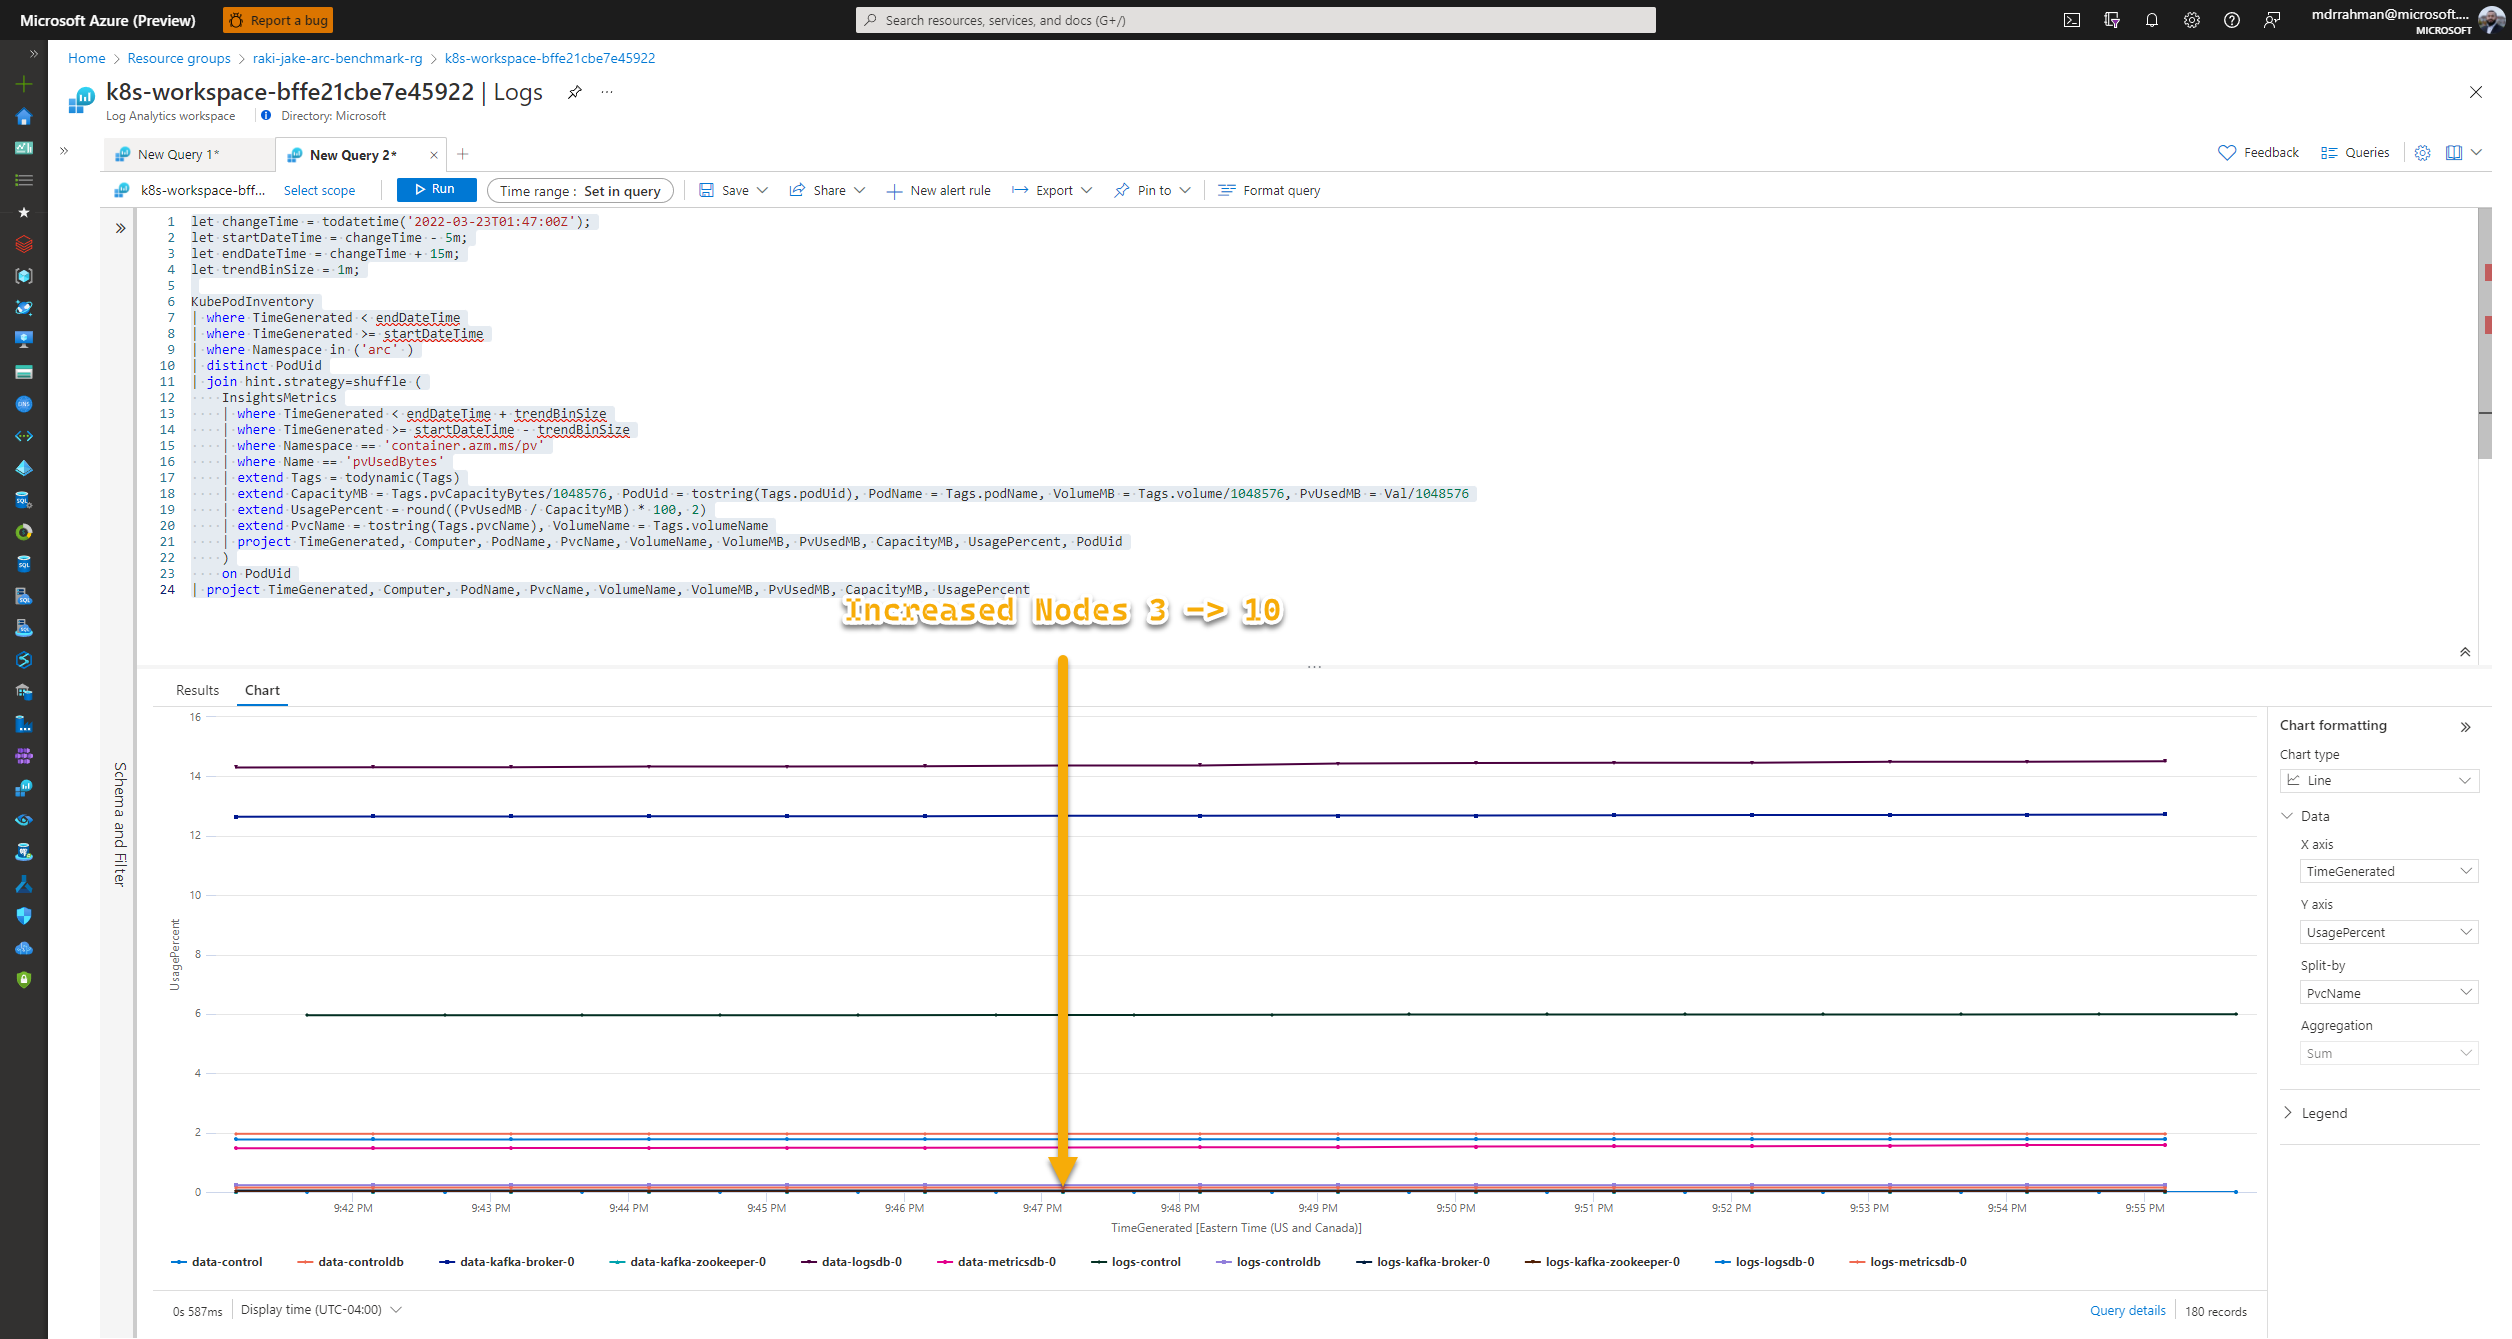 Microsoft Azure (Preview)
Report a bug
Search resources, services, and docs (G+/)
mdrrahman@microsoft....
MICROSOFT
Home > Resource groups > raki-jake-arc-benchmark-rg > k8s-workspace-bffe21cbe7e45922
k8s-workspace-bffe21cbe7e45922 | Logs
Log Analytics workspace
Directory: Microsoft
New Query 1*
New Query 2*
Feedback
Queries
k8s-workspace-bff...
Select scope
Run
Time range : Set in query
Save
Share
New alert rule
Export
Pin to
Format query
1 let changeTime = todatetime('2022-03-23T01:47:00Z');
2 let startDateTime = changeTime - 5m;
3 let endDateTime = changeTime + 15m;
4 let trendBinSize = 1m;
5
6 KubePodInventory
7 | where TimeGenerated < endDateTime
8 | where TimeGenerated >= startDateTime
9 | where Namespace in ('arc' )
10 | distinct PodUid
11 | join hint.strategy=shuffle (
12 InsightsMetrics
13 | where TimeGenerated < endDateTime + trendBinSize
14 | where TimeGenerated >= startDateTime - trendBinSize
15 | where Namespace == 'container.azm.ms/pv'
16 | where Name == 'pvUsedBytes'
17 | extend Tags = todynamic(Tags)
18 | extend CapacityMB = Tags.pvCapacityBytes/1048576, PodUid = tostring(Tags.podUid), PodName = Tags.podName, VolumeMB = Tags.volume/1048576, PvUsedMB = Val/1048576
19 | extend UsagePercent = round((PvUsedMB / CapacityMB) * 100, 2)
20 | extend PvcName = tostring(Tags.pvcName), VolumeName = Tags.volumeName
21 | project TimeGenerated, Computer, PodName, PvcName, VolumeName, VolumeMB, PvUsedMB, CapacityMB, UsagePercent, PodUid
22 )
23 on PodUid
24 | project TimeGenerated, Computer, PodName, PvcName, VolumeName, VolumeMB, PvUsedMB, CapacityMB, UsagePercent
Increased Nodes 3 -> 10
Schema and Filter
Results
Chart
16
14
12
10
8
6
4
2
0
UsagePercent
9:42 PM
9:43 PM
9:44 PM
9:45 PM
9:46 PM
9:47 PM
9:48 PM
9:49 PM
9:50 PM
9:51 PM
9:52 PM
9:53 PM
9:54 PM
9:55 PM
TimeGenerated [Eastern Time (US and Canada)]
data-control
data-controldb
data-kafka-broker-0
data-kafka-zookeeper-0
data-logsdb-0
data-metricsdb-0
logs-control
logs-controldb
logs-kafka-broker-0
logs-kafka-zookeeper-0
logs-logsdb-0
logs-metricsdb-0
Chart formatting
Chart type
Line
Data
X axis
TimeGenerated
Y axis
UsagePercent
Split-by
PvcName
Aggregation
Sum
Legend
0s 587ms
Display time (UTC-04:00)
Query details
180 records